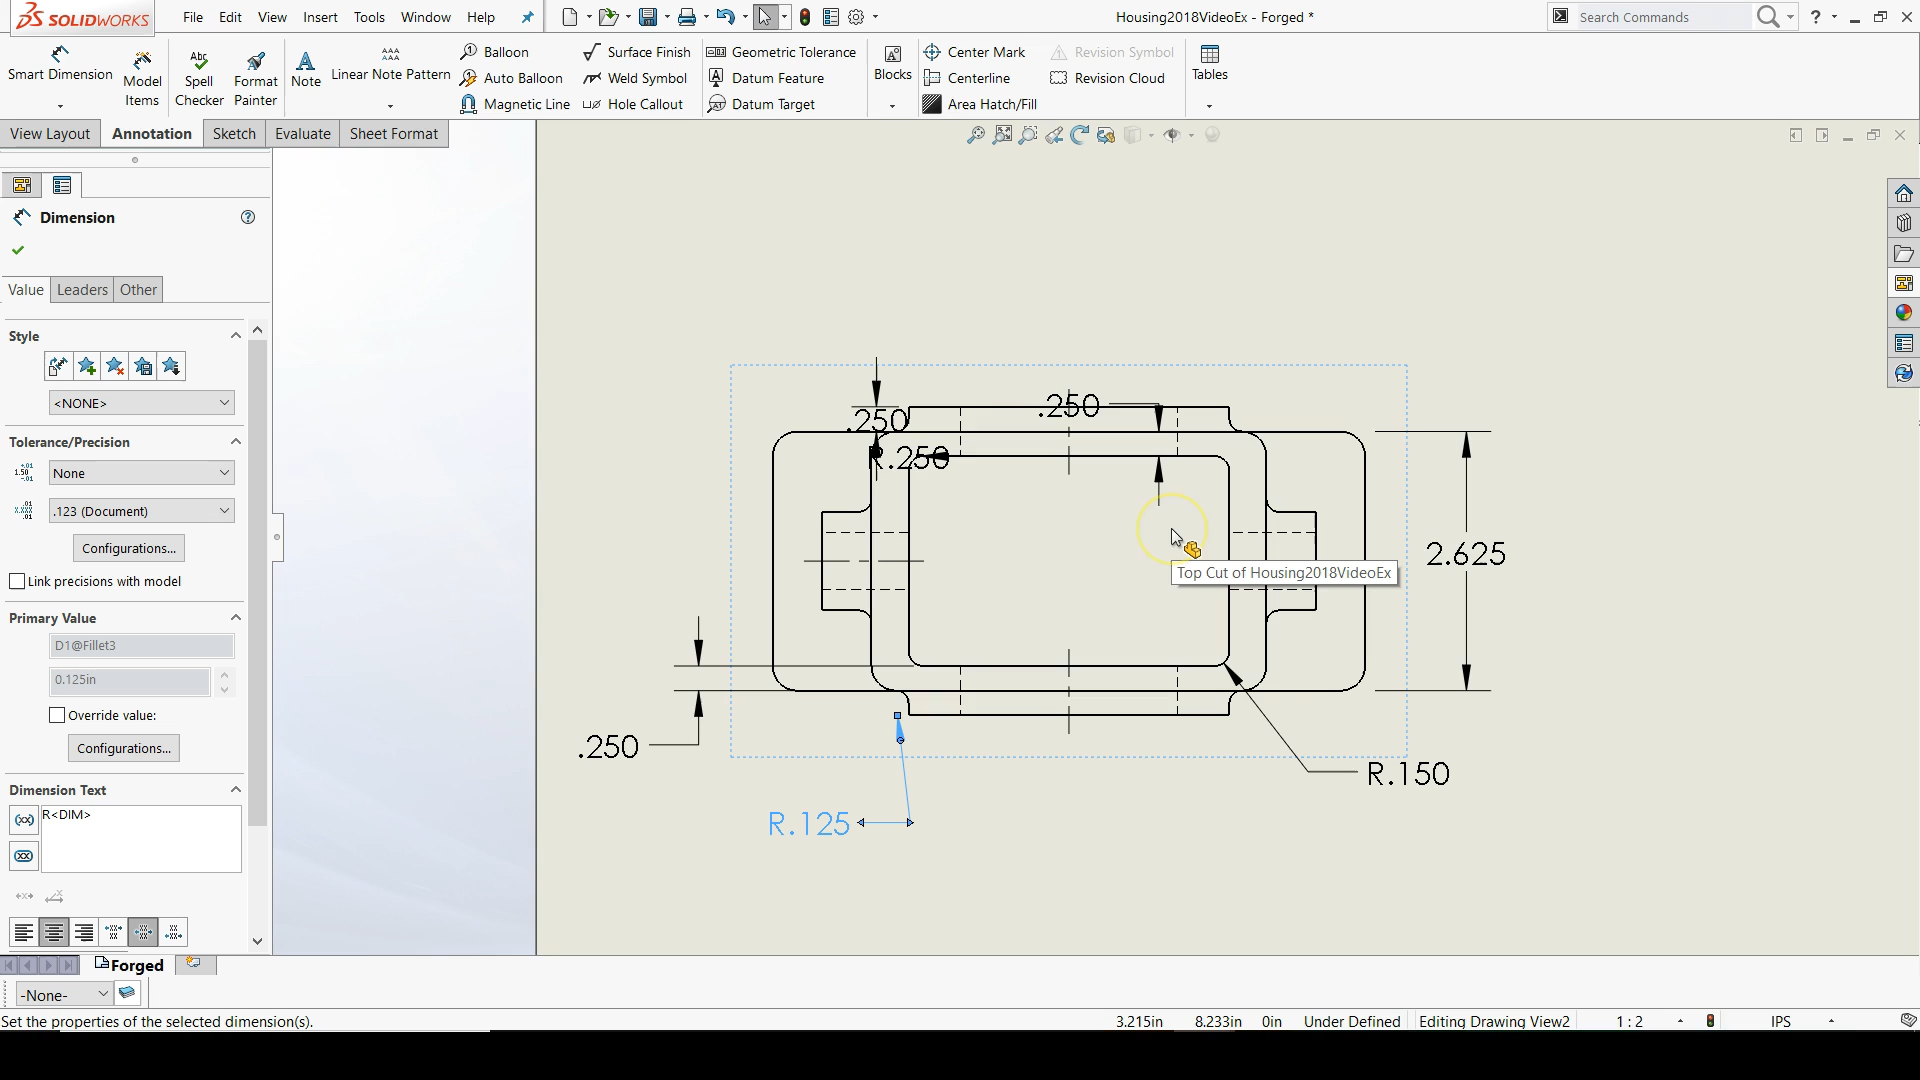 SOLIDWORKS File Edit View Insert Tools Window Help Housing2018VideoEx - Forged * Search Commands ?
Smart Dimension
Model Items
Spell Checker
Format Painter
Note
Linear Note Pattern
Balloon
Auto Balloon
Magnetic Line
Surface Finish
Weld Symbol
Hole Callout
Geometric Tolerance
Datum Feature
Datum Target
Blocks
Center Mark
Centerline
Area Hatch/Fill
Revision Symbol
Revision Cloud
Tables
View Layout Annotation Sketch Evaluate Sheet Format
Dimension
Value Leaders Other
Style
<NONE>
Tolerance/Precision
None
.123 (Document)
Configurations...
Link precisions with model
Primary Value
D1@Fillet3
0.125in
Override value:
Configurations...
Dimension Text
R<DIM>
.250
.250
R.250
2.625
Top Cut of Housing2018VideoEx
.250
R.150
R.125
Forged
-None-
Set the properties of the selected dimension(s). 3.215in 8.233in 0in Under Defined Editing Drawing View2 1 : 2 IPS